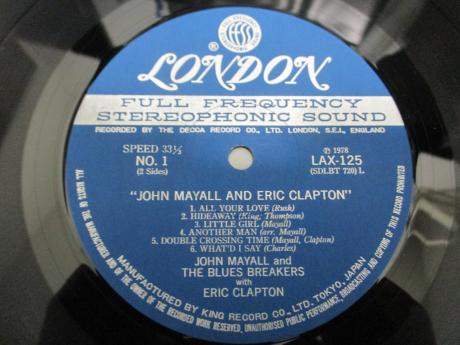 FULL FREQUENCY STEREOPHONIC SOUND
®
LONDON
FULL FREQUENCY
STEREOPHONIC SOUND
RECORDED BY THE DECCA RECORD CO., LTD. LONDON, S.E.I., ENGLAND
SPEED 33⅓
NO. 1
(2 Sides)
Ⓟ 1978
LAX-125
(SDLBT 720)L
"JOHN MAYALL AND ERIC CLAPTON"
1. ALL YOUR LOVE (Rush)
2. HIDEAWAY (King; Thompson)
3. LITTLE GIRL (Mayall)
4. ANOTHER MAN (arr. Mayall)
5. DOUBLE CROSSING TIME (Mayall, Clapton)
6. WHAT'D I SAY (Charles)
JOHN MAYALL and
THE BLUES BREAKERS
with
ERIC CLAPTON
MANUFACTURED BY KING RECORD CO., LTD. TOKYO, JAPAN
ALL RIGHTS OF THE MANUFACTURER AND OF THE OWNER OF THE RECORDED WORK RESERVED, UNAUTHORISED PUBLIC PERFORMANCE, BROADCASTING AND COPYING OF THIS RECORD PROHIBITED